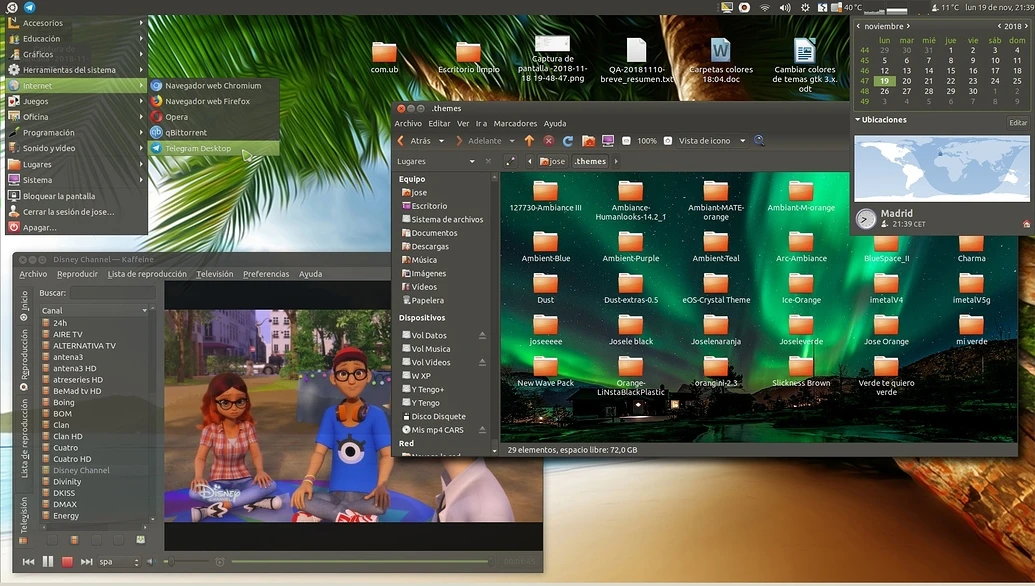 40 °C
11 °C
lun 19 de nov, 21:39
Accesorios
Educación
Gráficos
Herramientas del sistema
Internet
Juegos
Oficina
Programación
Sonido y vídeo
Lugares
Sistema
Bloquear la pantalla
Cerrar la sesión de jose...
Apagar...
Navegador web Chromium
Navegador web Firefox
Opera
qBittorrent
Telegram Desktop
com.ub
Escritorio limpio
Captura de
pantalla -2018-11-
18 19-48-47.png
QA-20181110-
breve_resumen.txt
Carpetas colores
18:04.doc
Cambiar colores
de temas gtk 3.x.
odt
noviembre
2018
lun mar mié jue vie sáb dom
44 29 30 31 1 2 3 4
45 5 6 7 8 9 10 11
46 12 13 14 15 16 17 18
47 19 20 21 22 23 24 25
48 26 27 28 29 30 1 2
49 3 4 5 6 7 8 9
Ubicaciones
Editar
Madrid
21:39 CET
.themes
Archivo Editar Ver Ir a Marcadores Ayuda
Atrás Adelante 100% Vista de icono
Lugares
jose .themes
Equipo
jose
Escritorio
Sistema de archivos
Documentos
Descargas
Música
Imágenes
Vídeos
Papelera
Dispositivos
Vol Datos
Vol Musica
Vol Videos
W XP
Y Tengo+
Y Tengo
Disco Disquete
Mis mp4 CARS
Red
127730-Ambiance III
Ambiance-
Humanlooks-14.2_1
Ambiant-MATE-
orange
Ambiant-M-orange
Ambient-Blue
Ambient-Purple
Ambient-Teal
Arc-Ambiance
BlueSpace_II
Charma
Dust
Dust-extras-0.5
eOS-Crystal Theme
Ice-Orange
imetalV4
imetalV5g
joseeeee
Josele black
Joselenaranja
Joseleverde
Jose Orange
mi verde
New Wave Pack
Orange-
LiNstaBlackPlastic
orangini-2.3
Slickness Brown
Verde te quiero
verde
29 elementos, espacio libre: 72,0 GB
Disney Channel — Kaffeine
Archivo Reproducir Lista de reproducción Televisión Preferencias Ayuda
Inicio
Reproducción
Lista de reproducción
Televisión
Buscar:
Canal
24h
AIRE TV
ALTERNATIVA TV
antena3
antena3 HD
atreseries HD
BeMad tv HD
Boing
BOM
Clan
Clan HD
Cuatro
Cuatro HD
Disney Channel
Divinity
DKISS
DMAX
Energy
Disney
spa